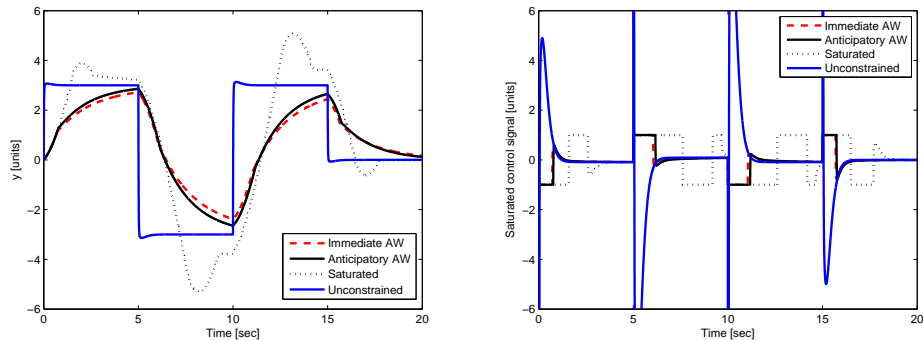 6
4
2
0
−2
−4
−6
0
5
10
15
20
y [units]
Time [sec]
Immediate AW
Anticipatory AW
Saturated
Unconstrained
6
4
2
0
−2
−4
−6
0
5
10
15
20
Saturated control signal [units]
Time [sec]
Immediate AW
Anticipatory AW
Saturated
Unconstrained